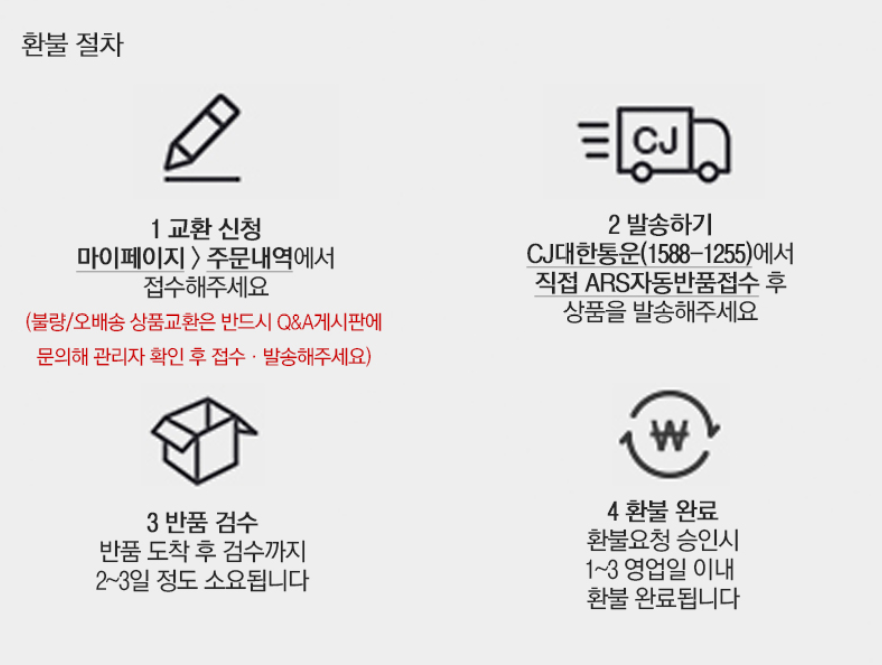 환불 절차
1 교환 신청
마이페이지 > 주문내역에서
접수해주세요
(불량/오배송 상품교환은 반드시 Q&A게시판에
문의해 관리자 확인 후 접수 · 발송해주세요)
CJ
2 발송하기
CJ대한통운(1588-1255)에서
직접 ARS자동반품접수 후
상품을 발송해주세요
3 반품 검수
반품 도착 후 검수까지
2~3일 정도 소요됩니다
₩
4 환불 완료
환불요청 승인시
1~3 영업일 이내
환불 완료됩니다